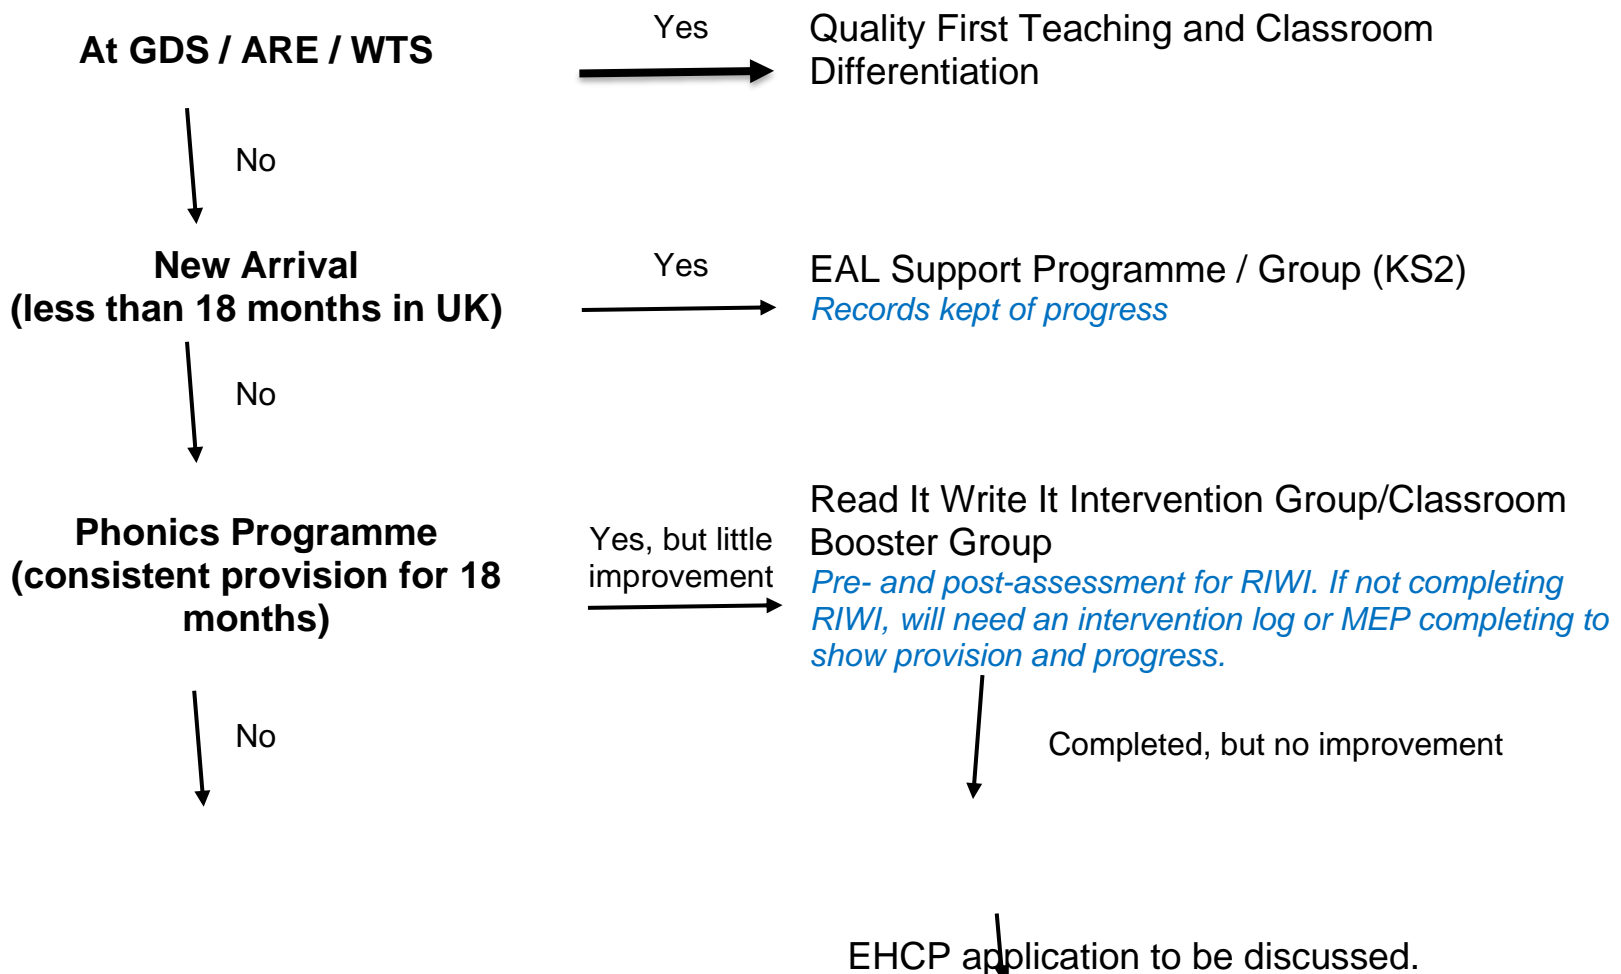 At GDS / ARE / WTS
Yes
Quality First Teaching and Classroom
Differentiation
No
New Arrival
(less than 18 months in UK)
Yes
EAL Support Programme / Group (KS2)
Records kept of progress
No
Phonics Programme
(consistent provision for 18
months)
Yes, but little
improvement
Read It Write It Intervention Group/Classroom
Booster Group
Pre- and post-assessment for RIWI. If not completing
RIWI, will need an intervention log or MEP completing to
show provision and progress.
No
Completed, but no improvement
EHCP application to be discussed.